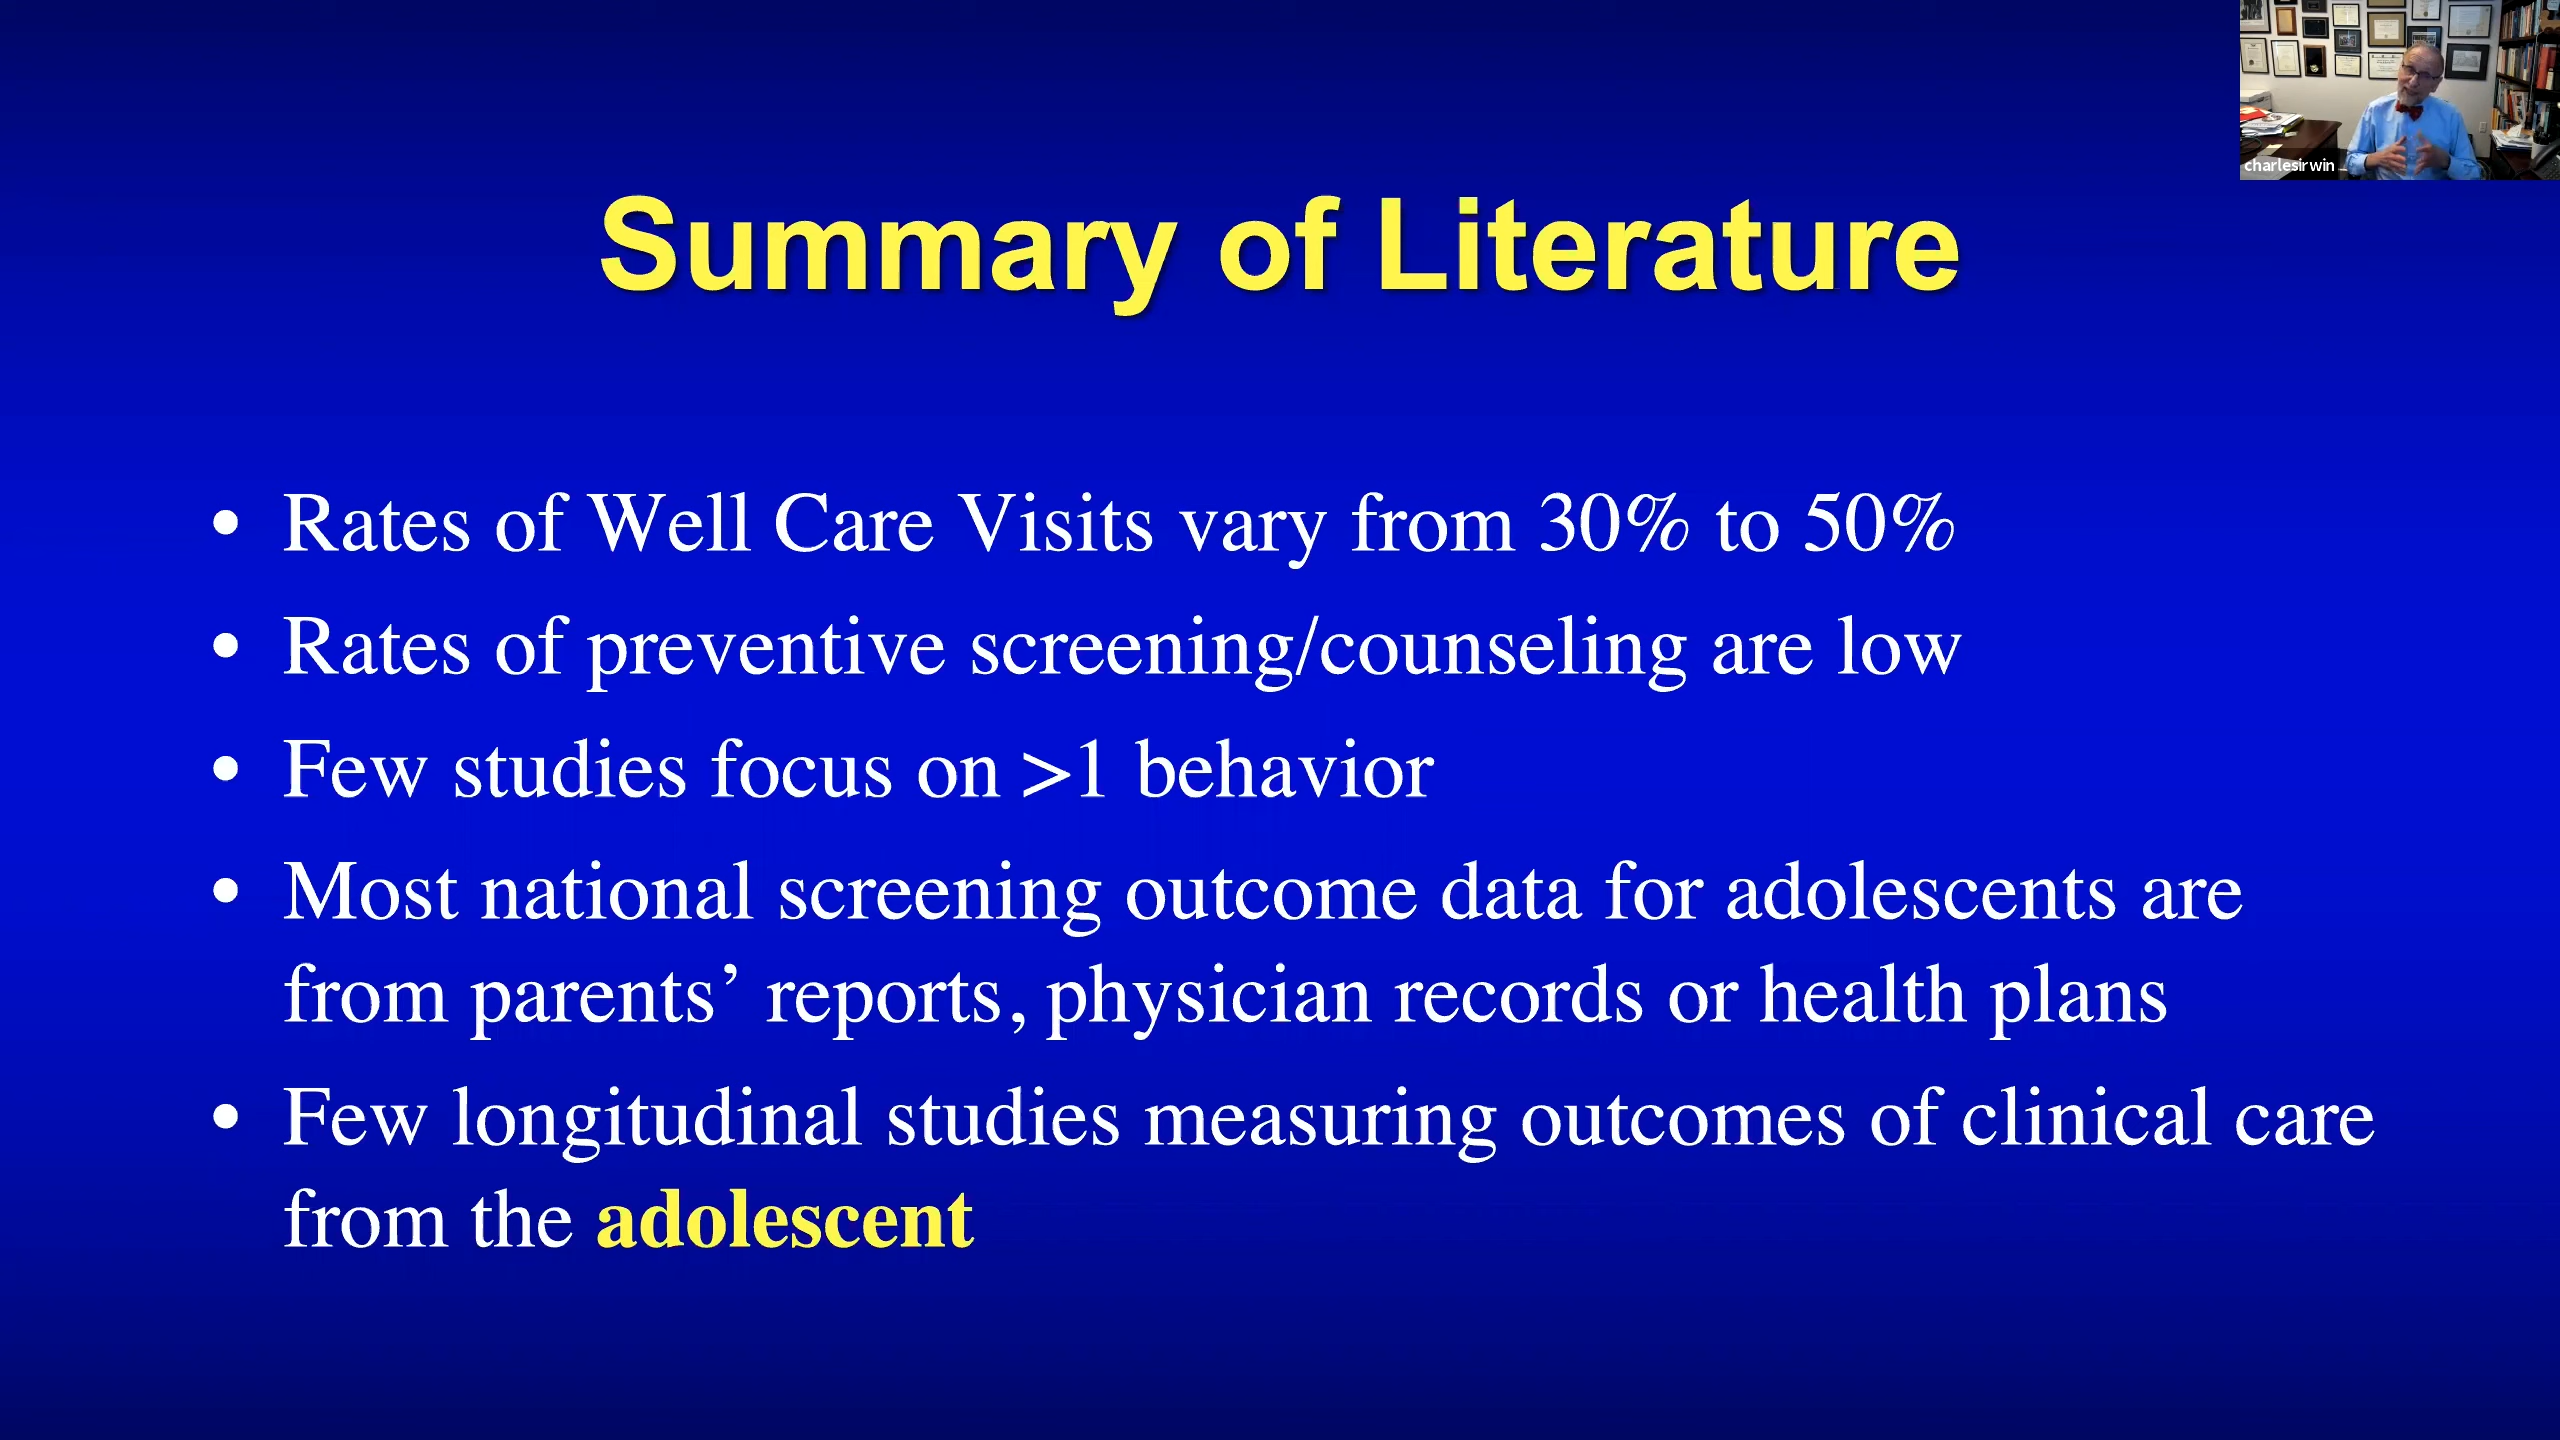 charlesirwin
Summary of Literature
• Rates of Well Care Visits vary from 30% to 50%
• Rates of preventive screening/counseling are low
• Few studies focus on >1 behavior
• Most national screening outcome data for adolescents are
from parents’ reports, physician records or health plans
• Few longitudinal studies measuring outcomes of clinical care
from the adolescent